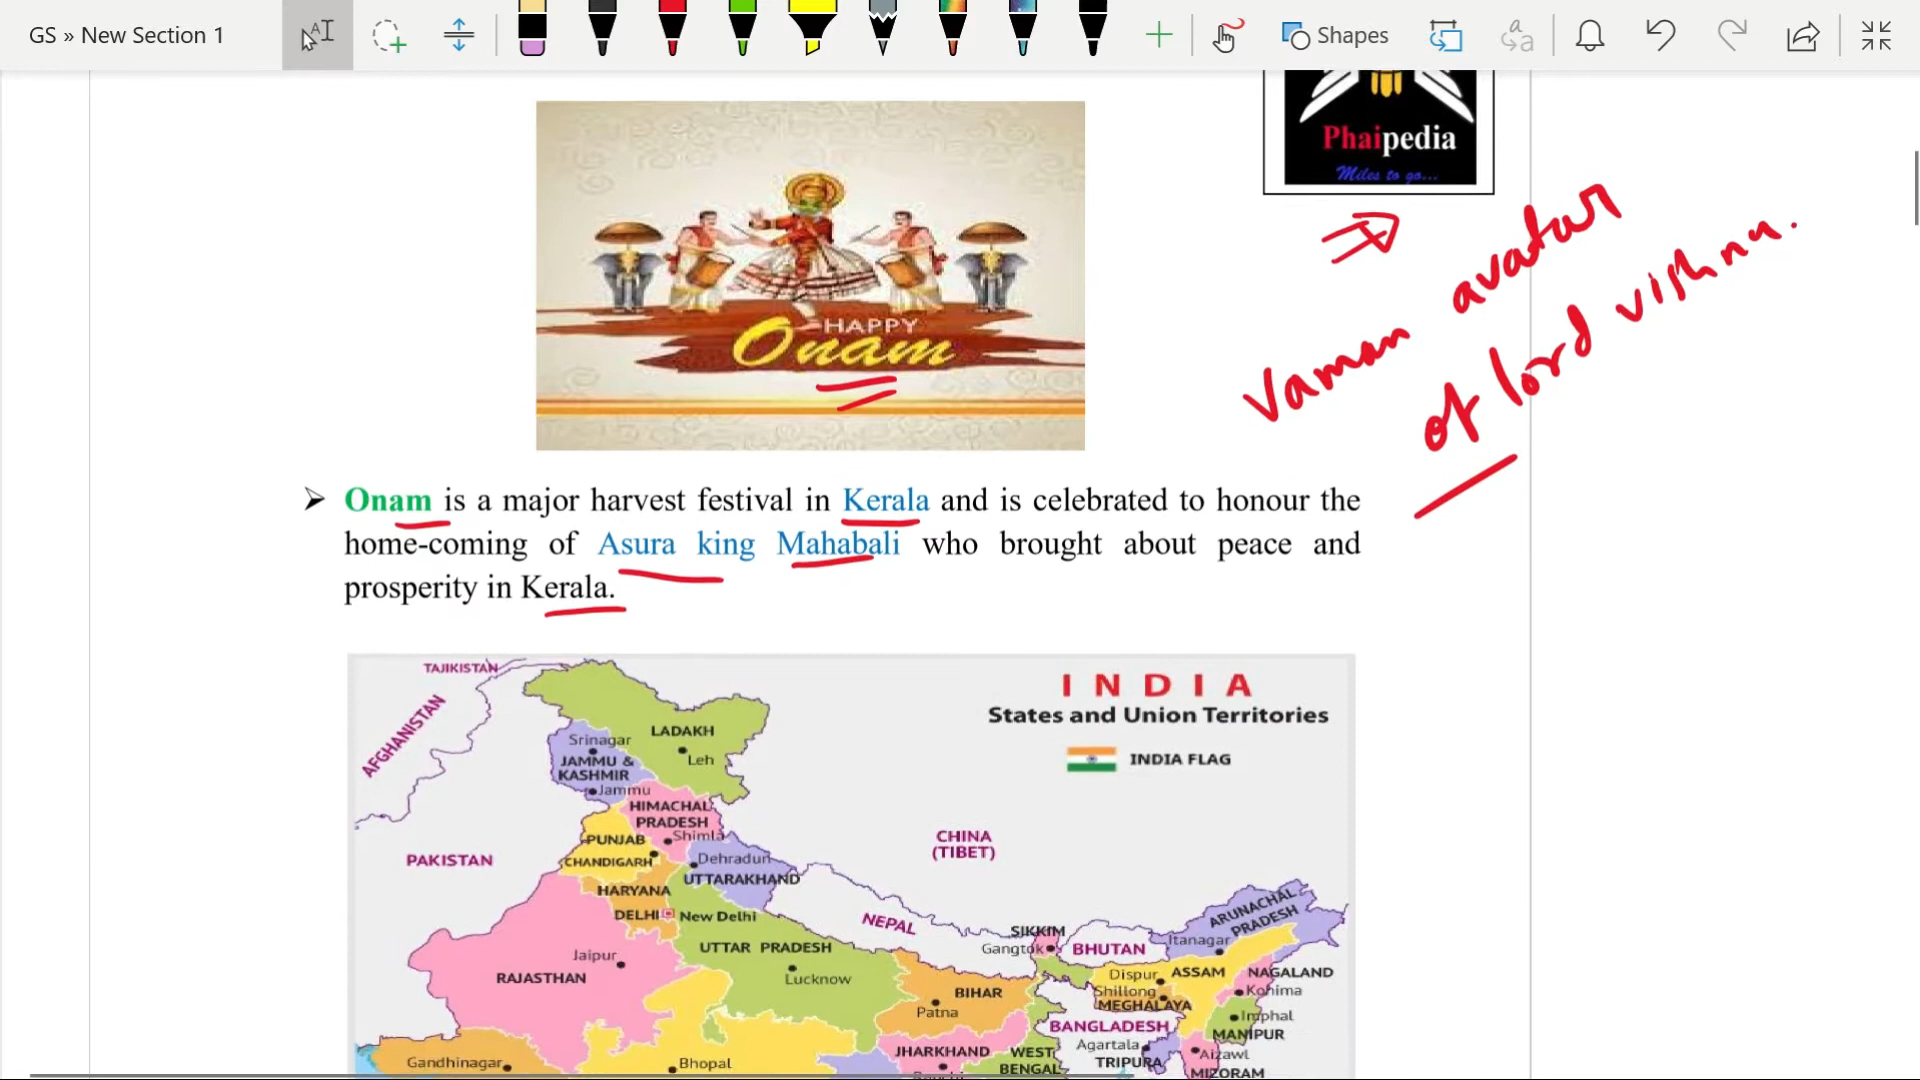 GS » New Section 1
Shapes
Phaipedia
Miles to go...
HAPPY
Onam
Vaman avatar
of lord vishnu.
➢ Onam is a major harvest festival in Kerala and is celebrated to honour the
home-coming of Asura king Mahabali who brought about peace and
prosperity in Kerala.
INDIA
States and Union Territories
INDIA FLAG
TAJIKISTAN
AFGHANISTAN
LADAKH
Srinagar
Leh
JAMMU &
KASHMIR
Jammu
HIMACHAL
PRADESH
Shimla
PUNJAB
CHANDIGARH
PAKISTAN
CHINA
(TIBET)
Dehradun
UTTARAKHAND
HARYANA
DELHI
New Delhi
NEPAL
ARUNACHAL
PRADESH
SIKKIM
Gangtok
BHUTAN
Itanagar
UTTAR PRADESH
Jaipur
RAJASTHAN
Lucknow
Dispur
ASSAM
NAGALAND
Shillong
Kohima
MEGHALAYA
BIHAR
Patna
Imphal
MANIPUR
BANGLADESH
Agartala
TRIPURA
Aizawl
MIZORAM
JHARKHAND
WEST
BENGAL
Gandhinagar
Bhopal